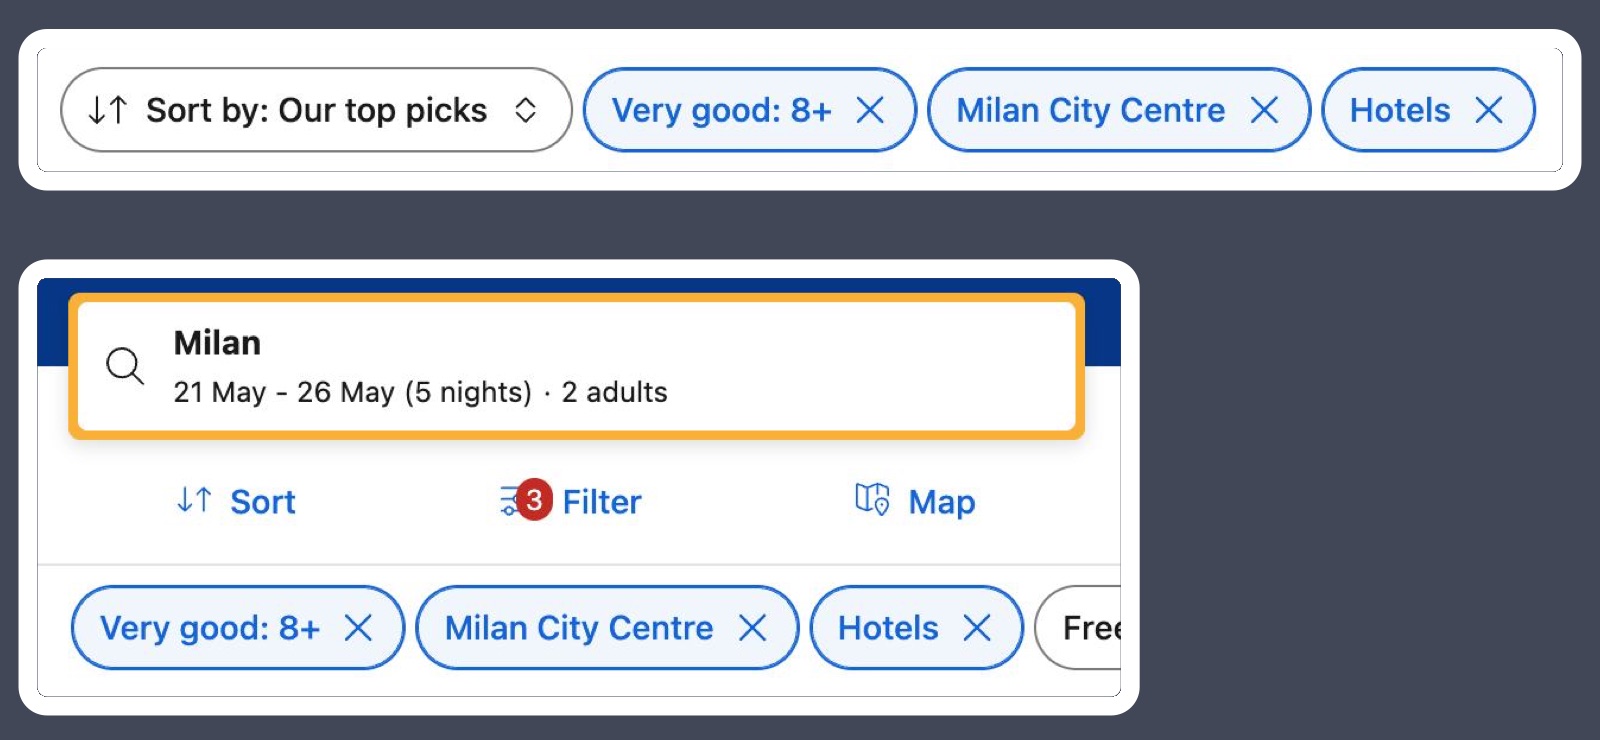 Sort by: Our top picks Very good: 8+ Milan City Centre Hotels
Milan
21 May - 26 May (5 nights) · 2 adults
Sort 3 Filter Map
Very good: 8+ Milan City Centre Hotels Free